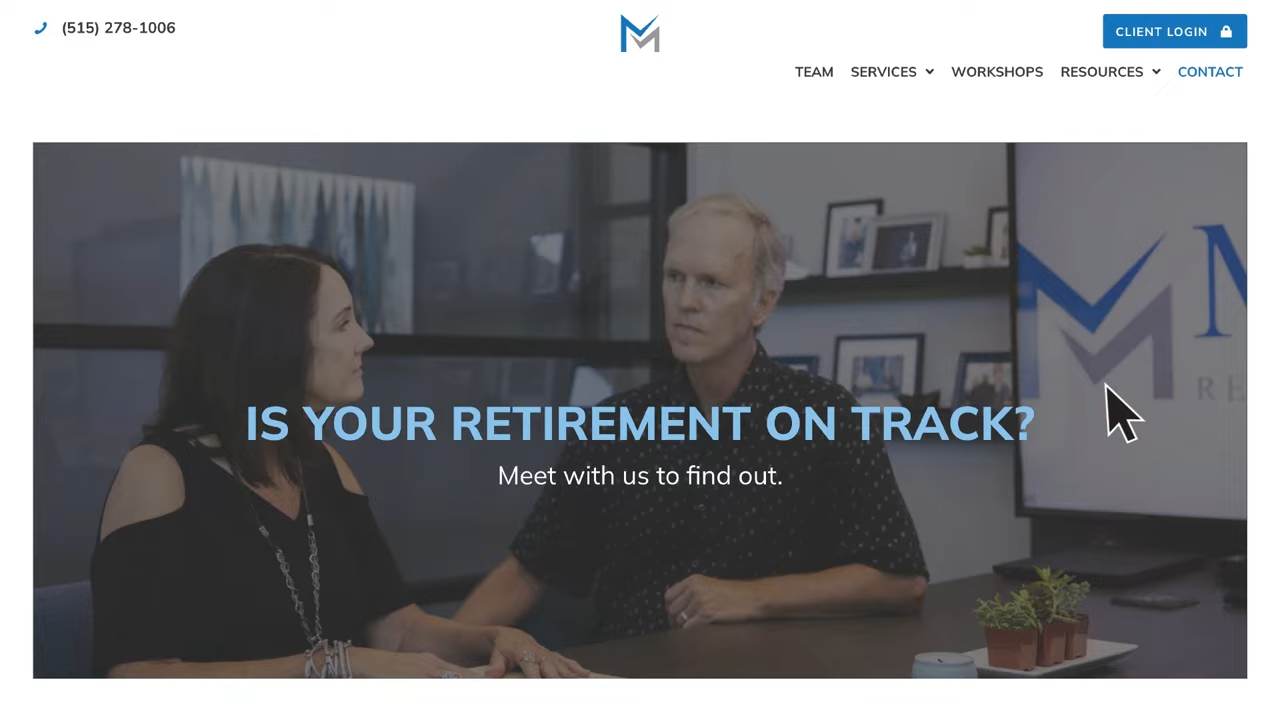 (515) 278-1006
CLIENT LOGIN
TEAM SERVICES WORKSHOPS RESOURCES CONTACT
M
RE
IS YOUR RETIREMENT ON TRACK?
Meet with us to find out.